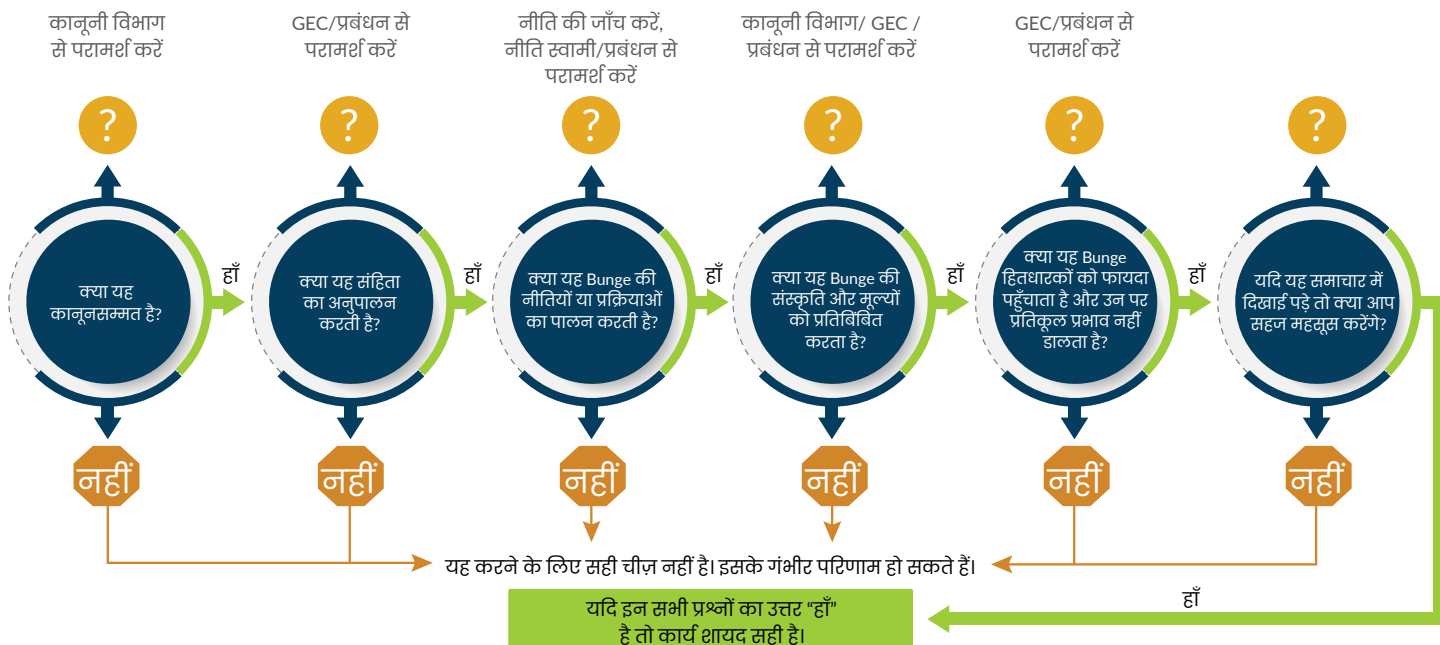 कानूनी विभाग
से परामर्श करें
GEC/प्रबंधन से
परामर्श करें
नीति की जाँच करें,
नीति स्वामी/प्रबंधन से
परामर्श करें
कानूनी विभाग/ GEC /
प्रबंधन से परामर्श करें
GEC/प्रबंधन से
परामर्श करें
?
?
?
?
?
?
क्या यह
कानूनसम्मत है?
हाँ
क्या यह संहिता
का अनुपालन
करती है?
हाँ
क्या यह Bunge की
नीतियों या प्रक्रियाओं
का पालन करती है?
हाँ
क्या यह Bunge की
संस्कृति और मूल्यों
को प्रतिबिंबित
करता है?
हाँ
क्या यह Bunge
हितधारकों को फायदा
पहुँचाता है और उन पर
प्रतिकूल प्रभाव नहीं
डालता है?
हाँ
यदि यह समाचार में
दिखाई पड़े तो क्या आप
सहज महसूस करेंगे?
नहीं
नहीं
नहीं
नहीं
नहीं
नहीं
यह करने के लिए सही चीज़ नहीं है। इसके गंभीर परिणाम हो सकते हैं।
हाँ
यदि इन सभी प्रश्नों का उत्तर “हाँ”
है तो कार्य शायद सही है।